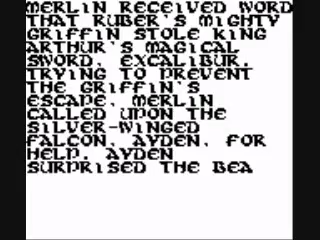 MERLIN RECEIVED WORD
THAT RUBER'S MIGHTY
GRIFFIN STOLE KING
ARTHUR'S MAGICAL
SWORD, EXCALIBUR.
TRYING TO PREVENT
THE GRIFFIN'S
ESCAPE, MERLIN
CALLED UPON THE
SILVER-WINGED
FALCON, AYDEN, FOR
HELP. AYDEN
SURPRISED THE BEA